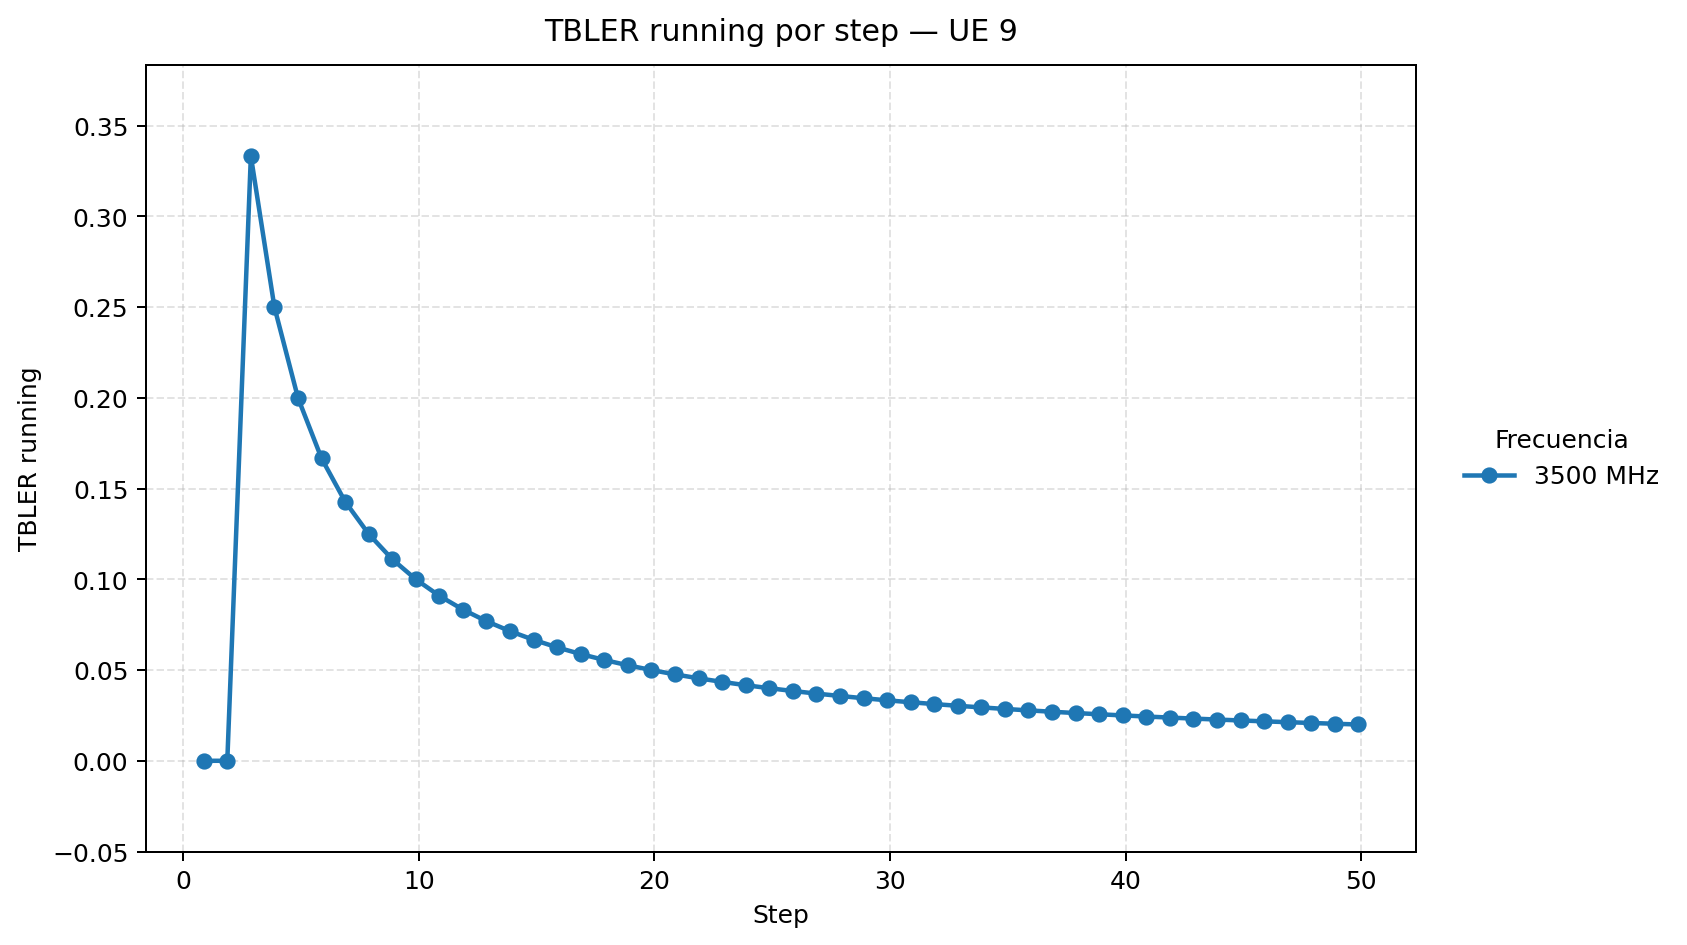 TBLER running por step — UE 9
TBLER running
0.35
0.30
0.25
0.20
0.15
0.10
0.05
0.00
−0.05
0 10 20 30 40 50
Step
Frecuencia
3500 MHz